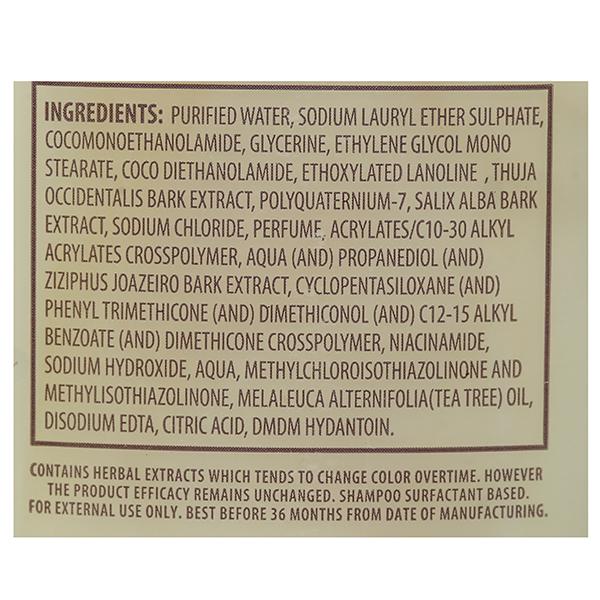 INGREDIENTS: PURIFIED WATER, SODIUM LAURYL ETHER SULPHATE,
COCOMONOETHANOLAMIDE, GLYCERINE, ETHYLENE GLYCOL MONO
STEARATE, COCO DIETHANOLAMIDE, ETHOXYLATED LANOLINE , THUJA
OCCIDENTALIS BARK EXTRACT, POLYQUATERNIUM-7, SALIX ALBA BARK
EXTRACT, SODIUM CHLORIDE, PERFUME, ACRYLATES/C10-30 ALKYL
ACRYLATES CROSSPOLYMER, AQUA (AND) PROPANEDIOL (AND)
ZIZIPHUS JOAZEIRO BARK EXTRACT, CYCLOPENTASILOXANE (AND)
PHENYL TRIMETHICONE (AND) DIMETHICONOL (AND) C12-15 ALKYL
BENZOATE (AND) DIMETHICONE CROSSPOLYMER, NIACINAMIDE,
SODIUM HYDROXIDE, AQUA, METHYLCHLOROISOTHIAZOLINONE AND
METHYLISOTHIAZOLINONE, MELALEUCA ALTERNIFOLIA(TEA TREE) OIL,
DISODIUM EDTA, CITRIC ACID, DMDM HYDANTOIN.
CONTAINS HERBAL EXTRACTS WHICH TENDS TO CHANGE COLOR OVERTIME. HOWEVER
THE PRODUCT EFFICACY REMAINS UNCHANGED. SHAMPOO SURFACTANT BASED.
FOR EXTERNAL USE ONLY. BEST BEFORE 36 MONTHS FROM DATE OF MANUFACTURING.